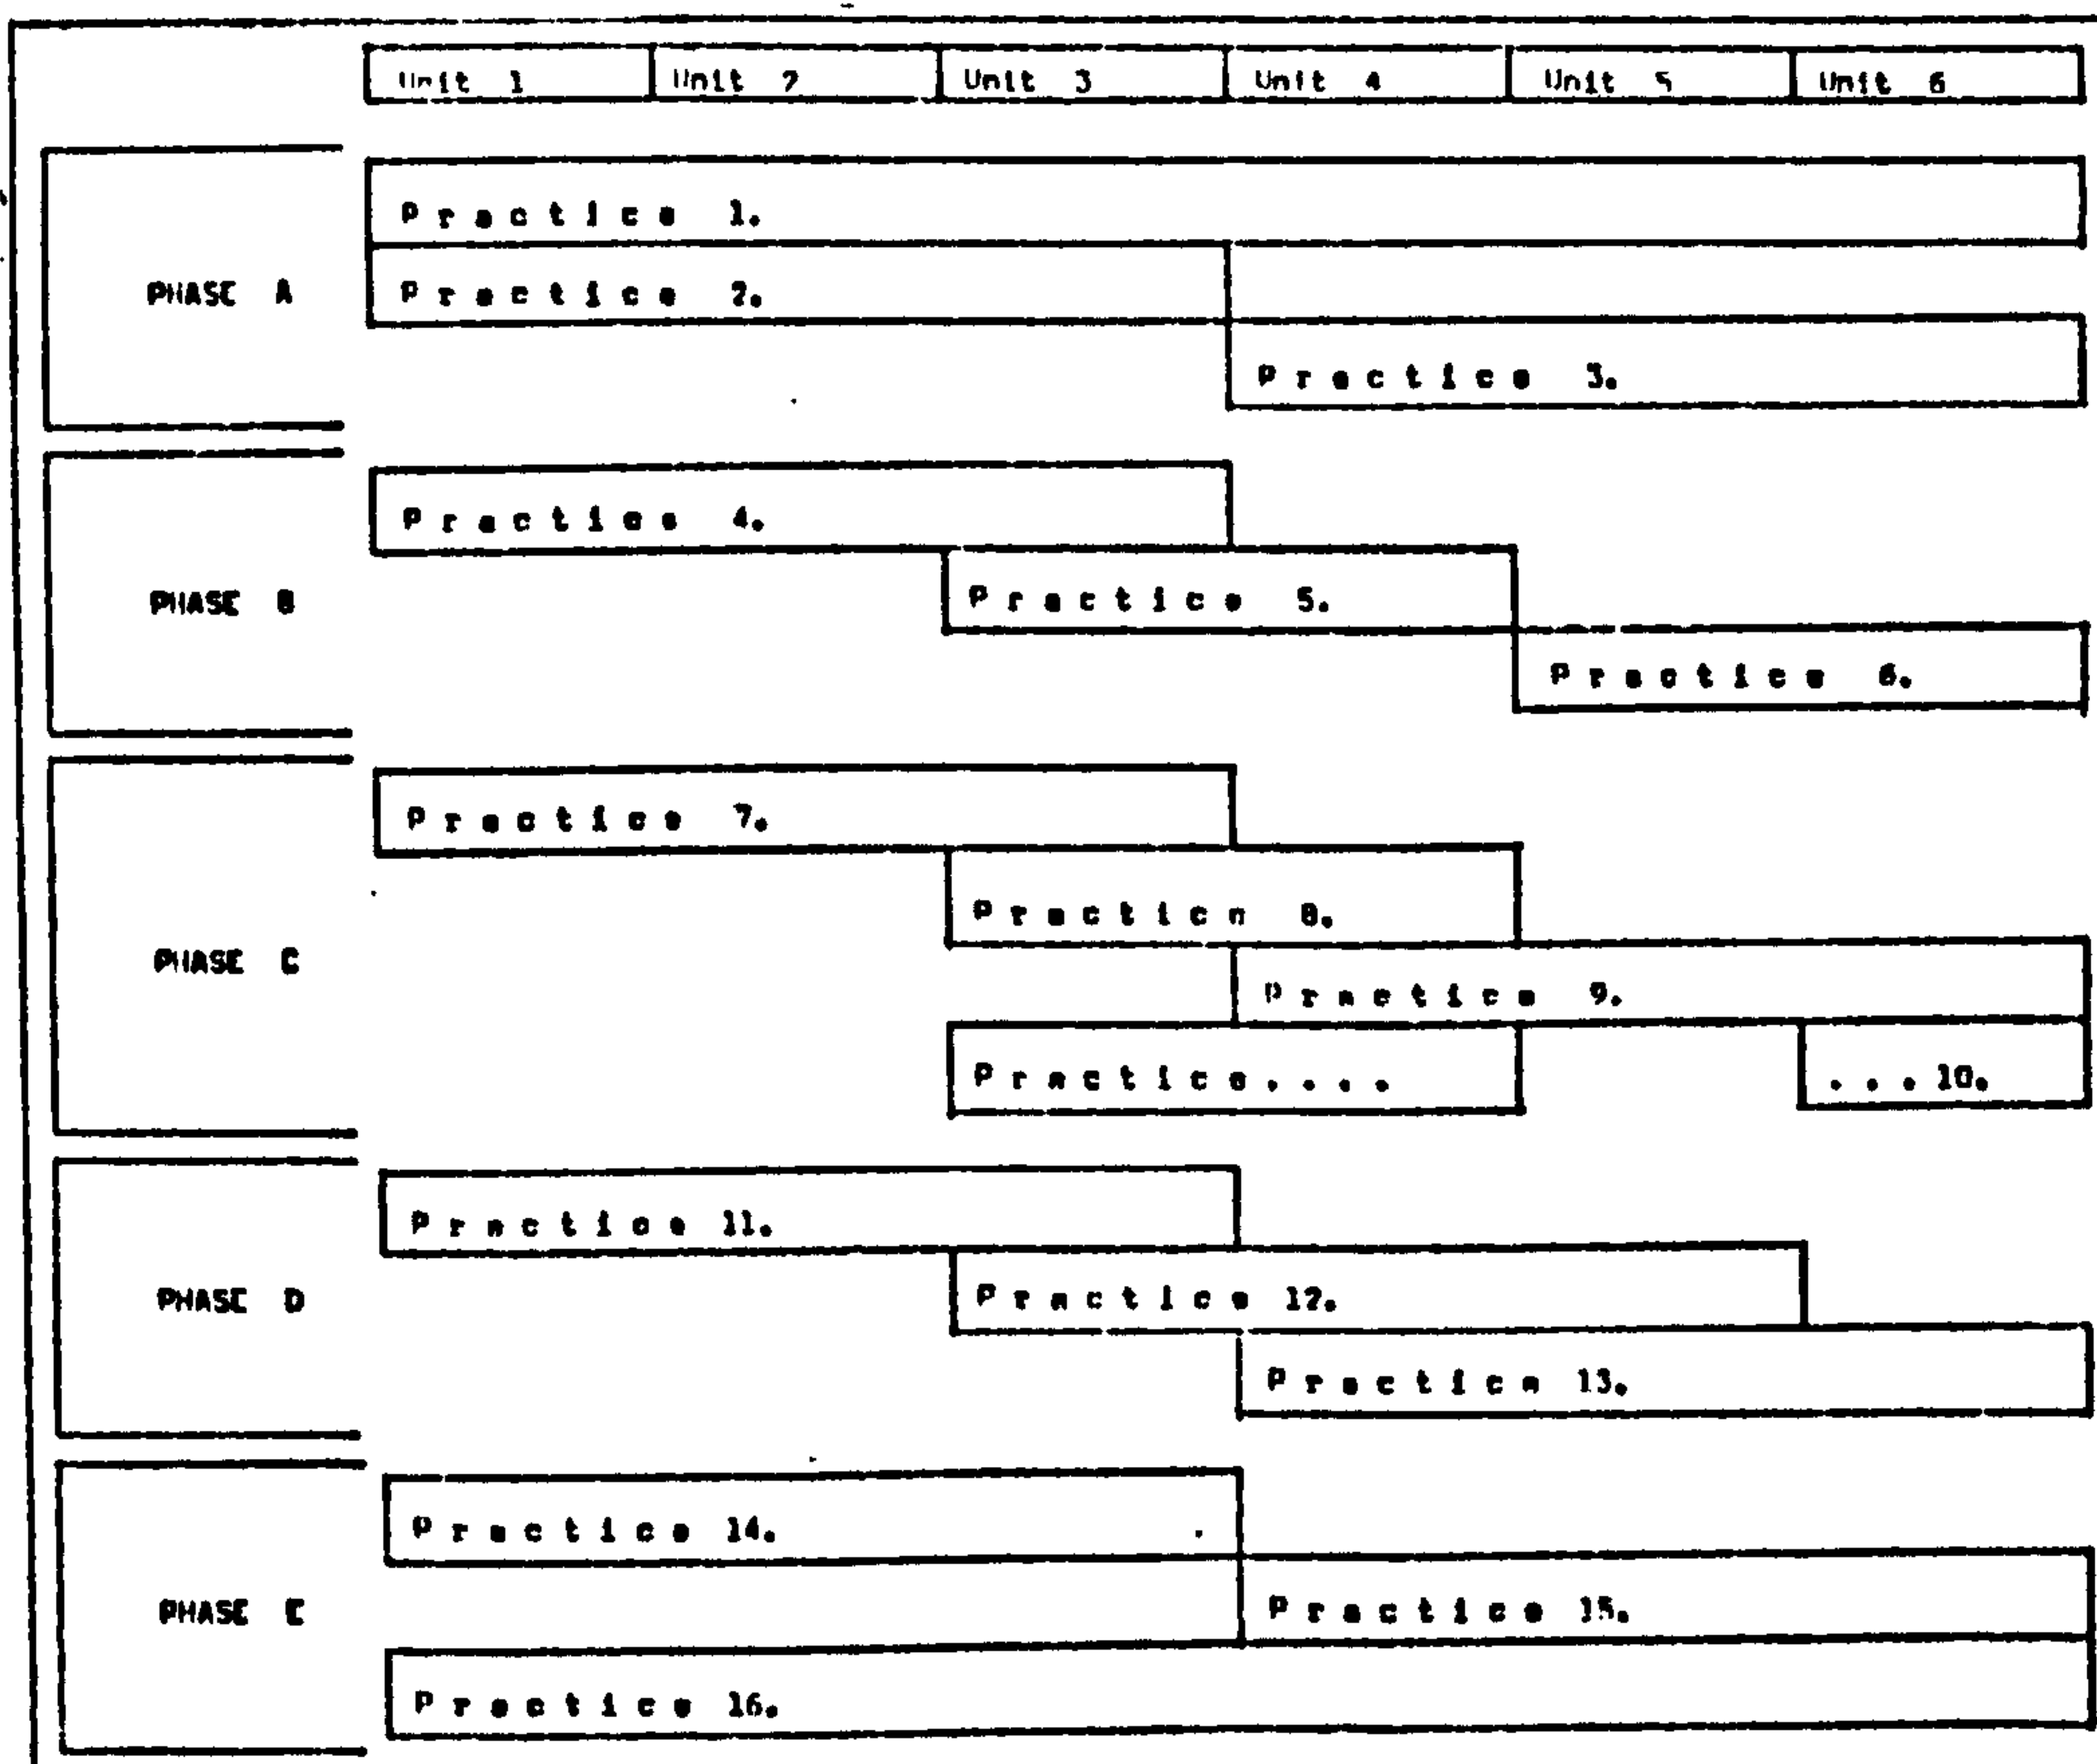 Unit 1 Unit 2 Unit 3 Unit 4 Unit 5 Unit 6
Practice 1.
PHASE A
Practice 2.
Practice 3.
Practice 4.
PHASE B
Practice 5.
Practice 6.
Practice 7.
Practice 8.
PHASE C
Practice 9.
Practice.... ...10.
Practice 11.
PHASE D
Practice 12.
Practice 13.
Practice 14.
PHASE E
Practice 15.
Practice 16.